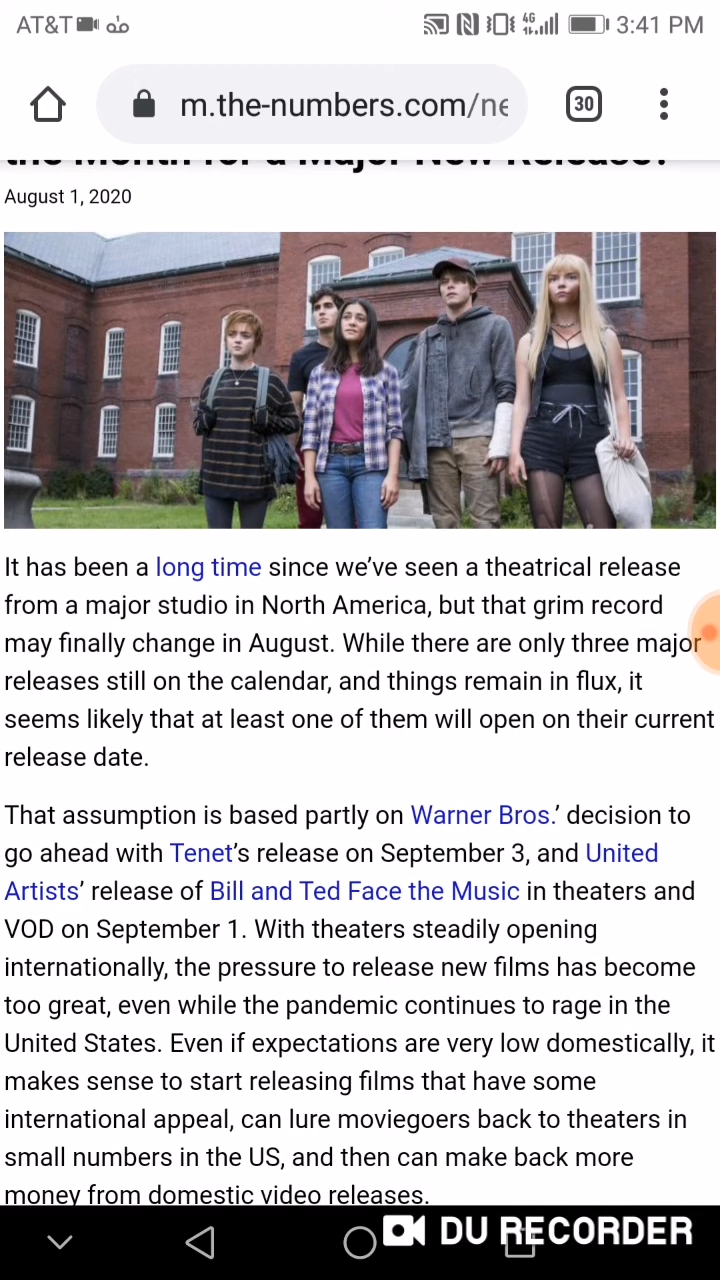 AT&T 4G 3:41 PM
m.the-numbers.com/ne 30
the Month for a Major New Release?
August 1, 2020
It has been a long time since we’ve seen a theatrical release
from a major studio in North America, but that grim record
may finally change in August. While there are only three major
releases still on the calendar, and things remain in flux, it
seems likely that at least one of them will open on their current
release date.
That assumption is based partly on Warner Bros.’ decision to
go ahead with Tenet’s release on September 3, and United
Artists’ release of Bill and Ted Face the Music in theaters and
VOD on September 1. With theaters steadily opening
internationally, the pressure to release new films has become
too great, even while the pandemic continues to rage in the
United States. Even if expectations are very low domestically, it
makes sense to start releasing films that have some
international appeal, can lure moviegoers back to theaters in
small numbers in the US, and then can make back more
money from domestic video releases.
DU RECORDER